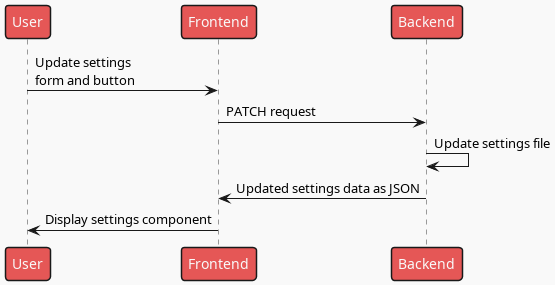 User
Frontend
Backend
Update settings
form and button
PATCH request
Update settings file
Updated settings data as JSON
Display settings component
User
Frontend
Backend